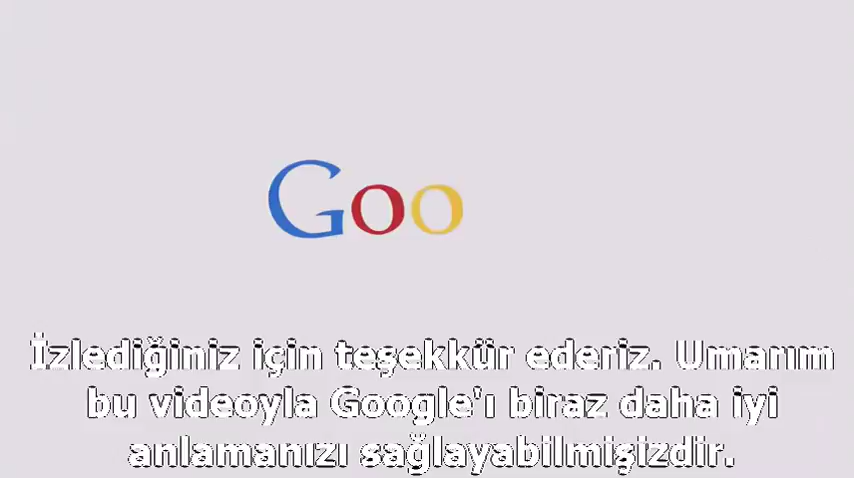 Goo
İzlediğiniz için teşekkür ederiz. Umarım
bu videoyla Google'ı biraz daha iyi
anlamanızı sağlayabilmişizdir.